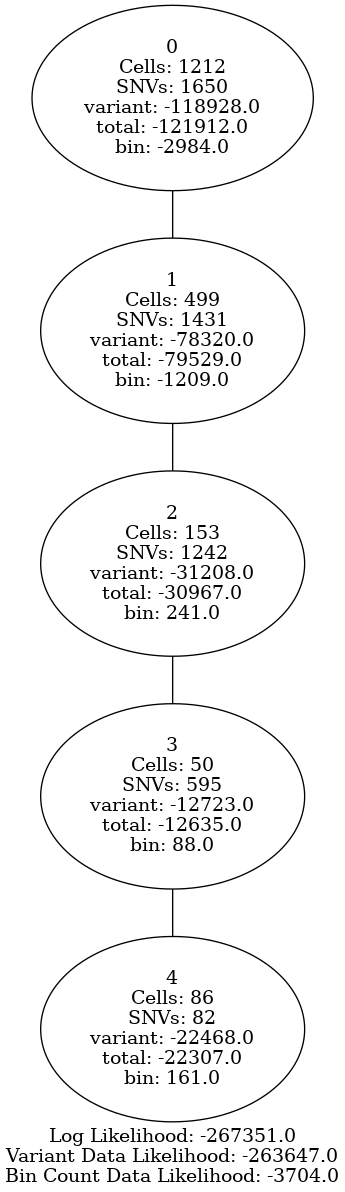 0
Cells: 1212
SNVs: 1650
variant: -118928.0
total: -121912.0
bin: -2984.0
1
Cells: 499
SNVs: 1431
variant: -78320.0
total: -79529.0
bin: -1209.0
2
Cells: 153
SNVs: 1242
variant: -31208.0
total: -30967.0
bin: 241.0
3
Cells: 50
SNVs: 595
variant: -12723.0
total: -12635.0
bin: 88.0
4
Cells: 86
SNVs: 82
variant: -22468.0
total: -22307.0
bin: 161.0
Log Likelihood: -267351.0
Variant Data Likelihood: -263647.0
Bin Count Data Likelihood: -3704.0